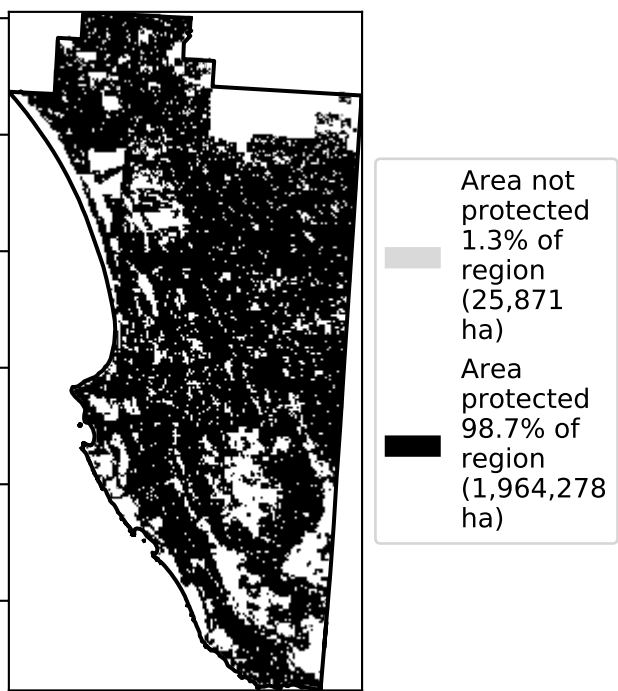 Area not
protected
1.3% of
region
(25,871
ha)
Area
protected
98.7% of
region
(1,964,278
ha)